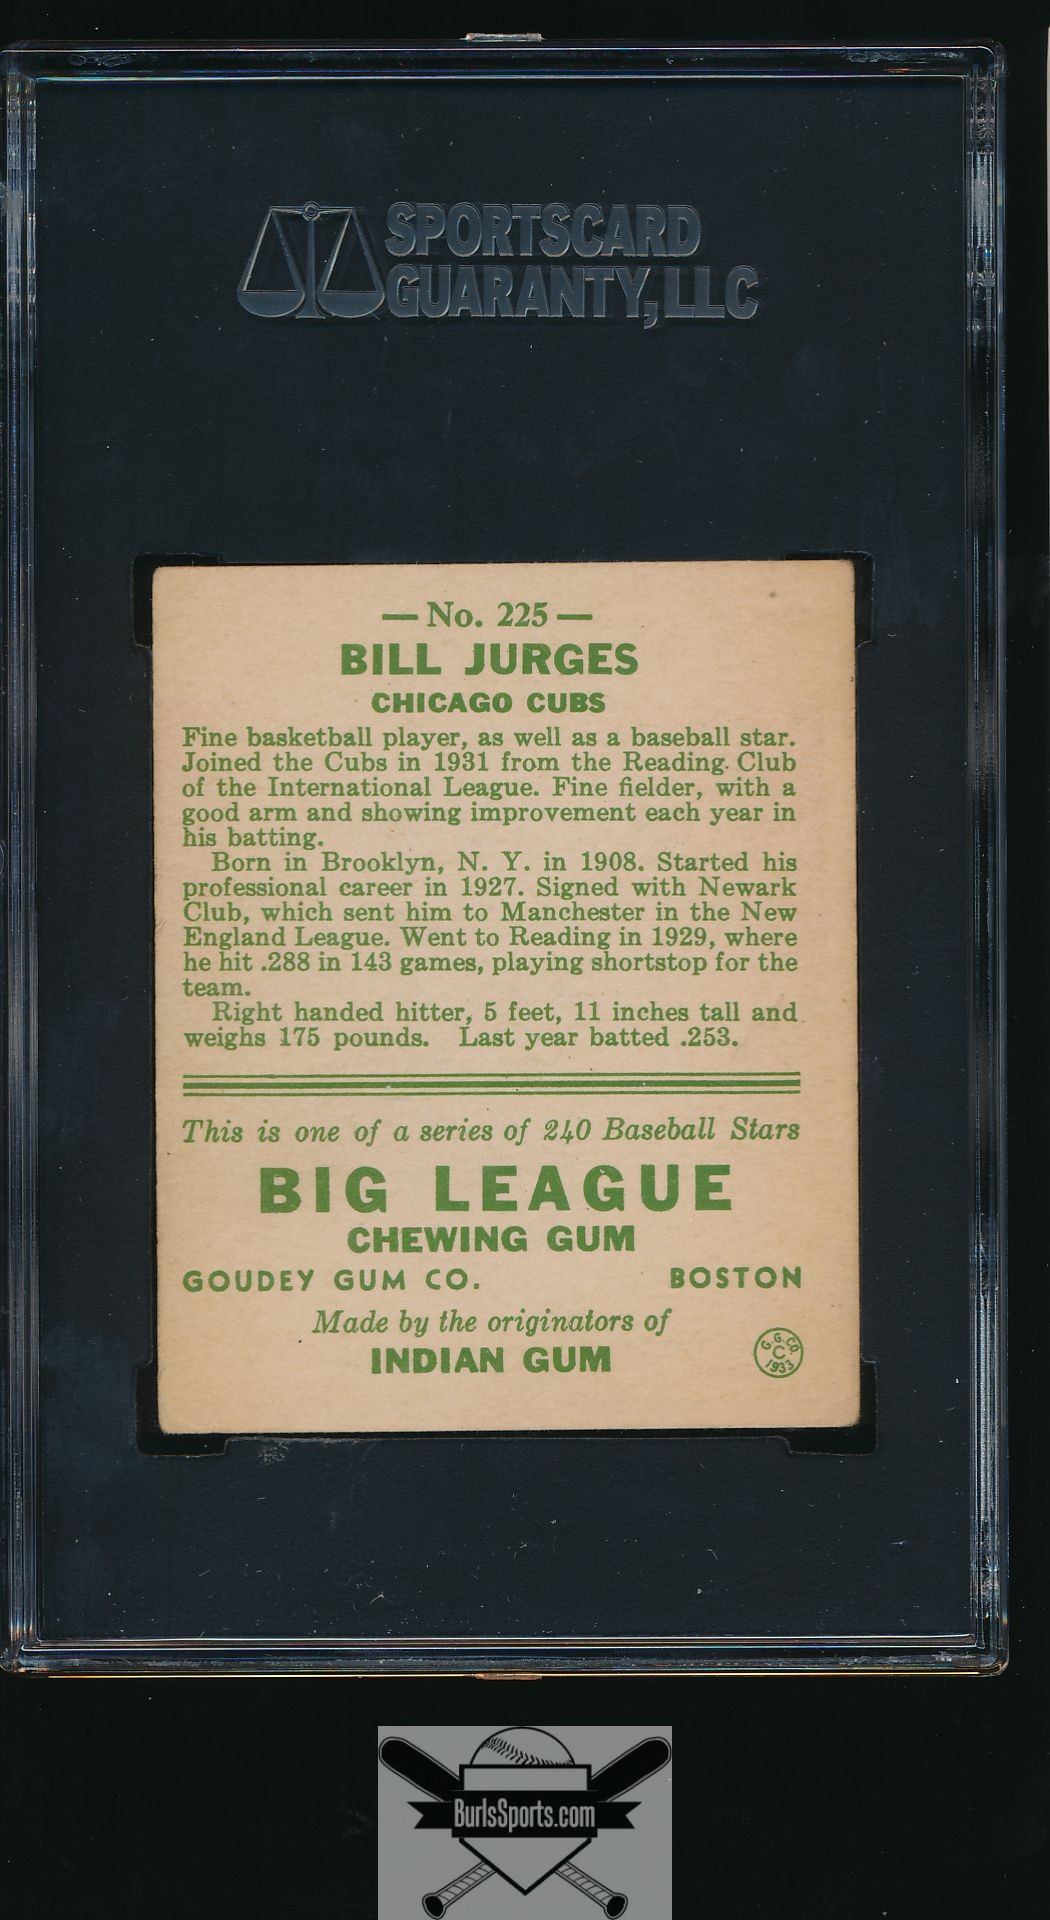 SPORTSCARD
GUARANTY, LLC
— No. 225 —
BILL JURGES
CHICAGO CUBS
Fine basketball player, as well as a baseball star.
Joined the Cubs in 1931 from the Reading Club
of the International League. Fine fielder, with a
good arm and showing improvement each year in
his batting.
Born in Brooklyn, N. Y. in 1908. Started his
professional career in 1927. Signed with Newark
Club, which sent him to Manchester in the New
England League. Went to Reading in 1929, where
he hit .288 in 143 games, playing shortstop for the
team.
Right handed hitter, 5 feet, 11 inches tall and
weighs 175 pounds. Last year batted .253.
This is one of a series of 240 Baseball Stars
BIG LEAGUE
CHEWING GUM
GOUDEY GUM CO. BOSTON
Made by the originators of
INDIAN GUM
G. G. CO.
C
1933
BurlsSports.com